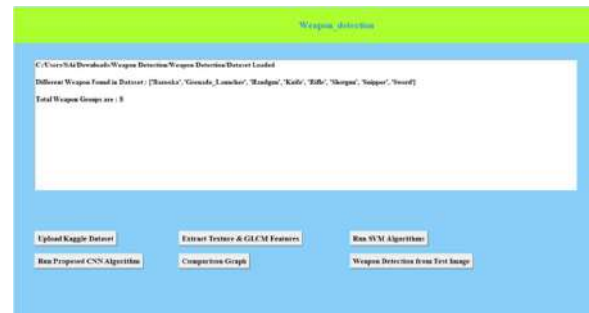 Weapon_detection
C:/Users/SAi/Downloads/Weapon Detection/Weapon Detection/Dataset Loaded
Different Weapon Found in Dataset : ['Bazooka', 'Grenade_Launcher', 'Handgun', 'Knife', 'Rifle', 'Shotgun', 'Snipper', 'Sword']
Total Weapon Groups are : 8
Upload Kaggle Dataset
Extract Texture & GLCM Features
Run SVM Algorithms
Run Proposed CNN Algorithm
Comparison Graph
Weapon Detection from Test Image